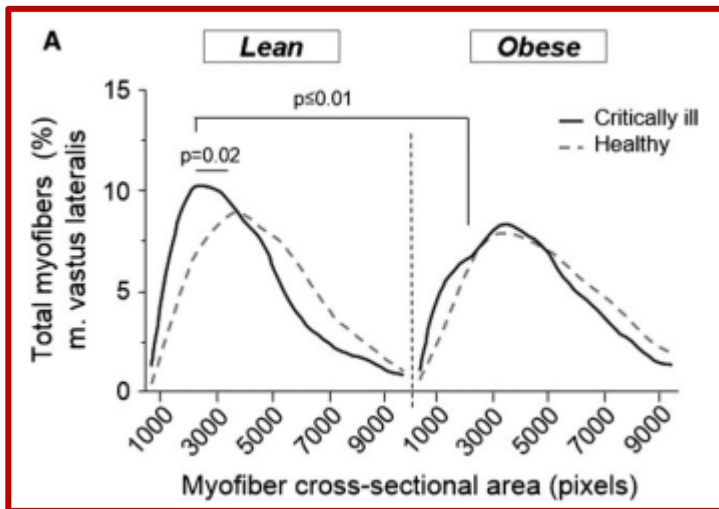 A
Lean
Obese
15
10
5
0
Total myofibers (%)
m. vastus lateralis
p≤0.01
p=0.02
Critically ill
Healthy
1000
3000
5000
7000
9000
1000
3000
5000
7000
9000
Myofiber cross-sectional area (pixels)